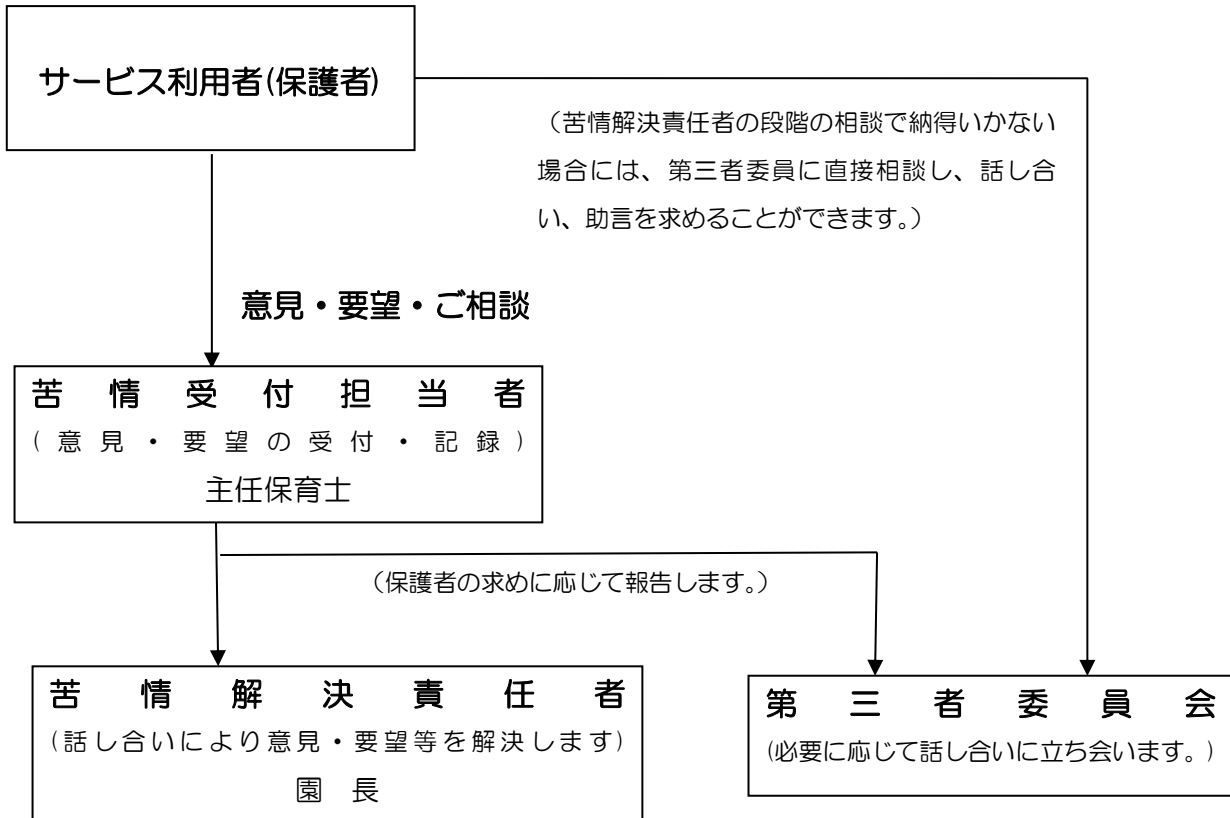 サービス利用者(保護者)
(苦情解決責任者の段階の相談で納得いかない
場合には、第三者委員に直接相談し、話し合
い、助言を求めることができます。)
意見・要望・ご相談
苦情受付担当者
(意見・要望の受付・記録)
主任保育士
(保護者の求めに応じて報告します。)
苦情解決責任者
(話し合いにより意見・要望等を解決します)
園 長
第三者委員会
(必要に応じて話し合いに立ち会います。)